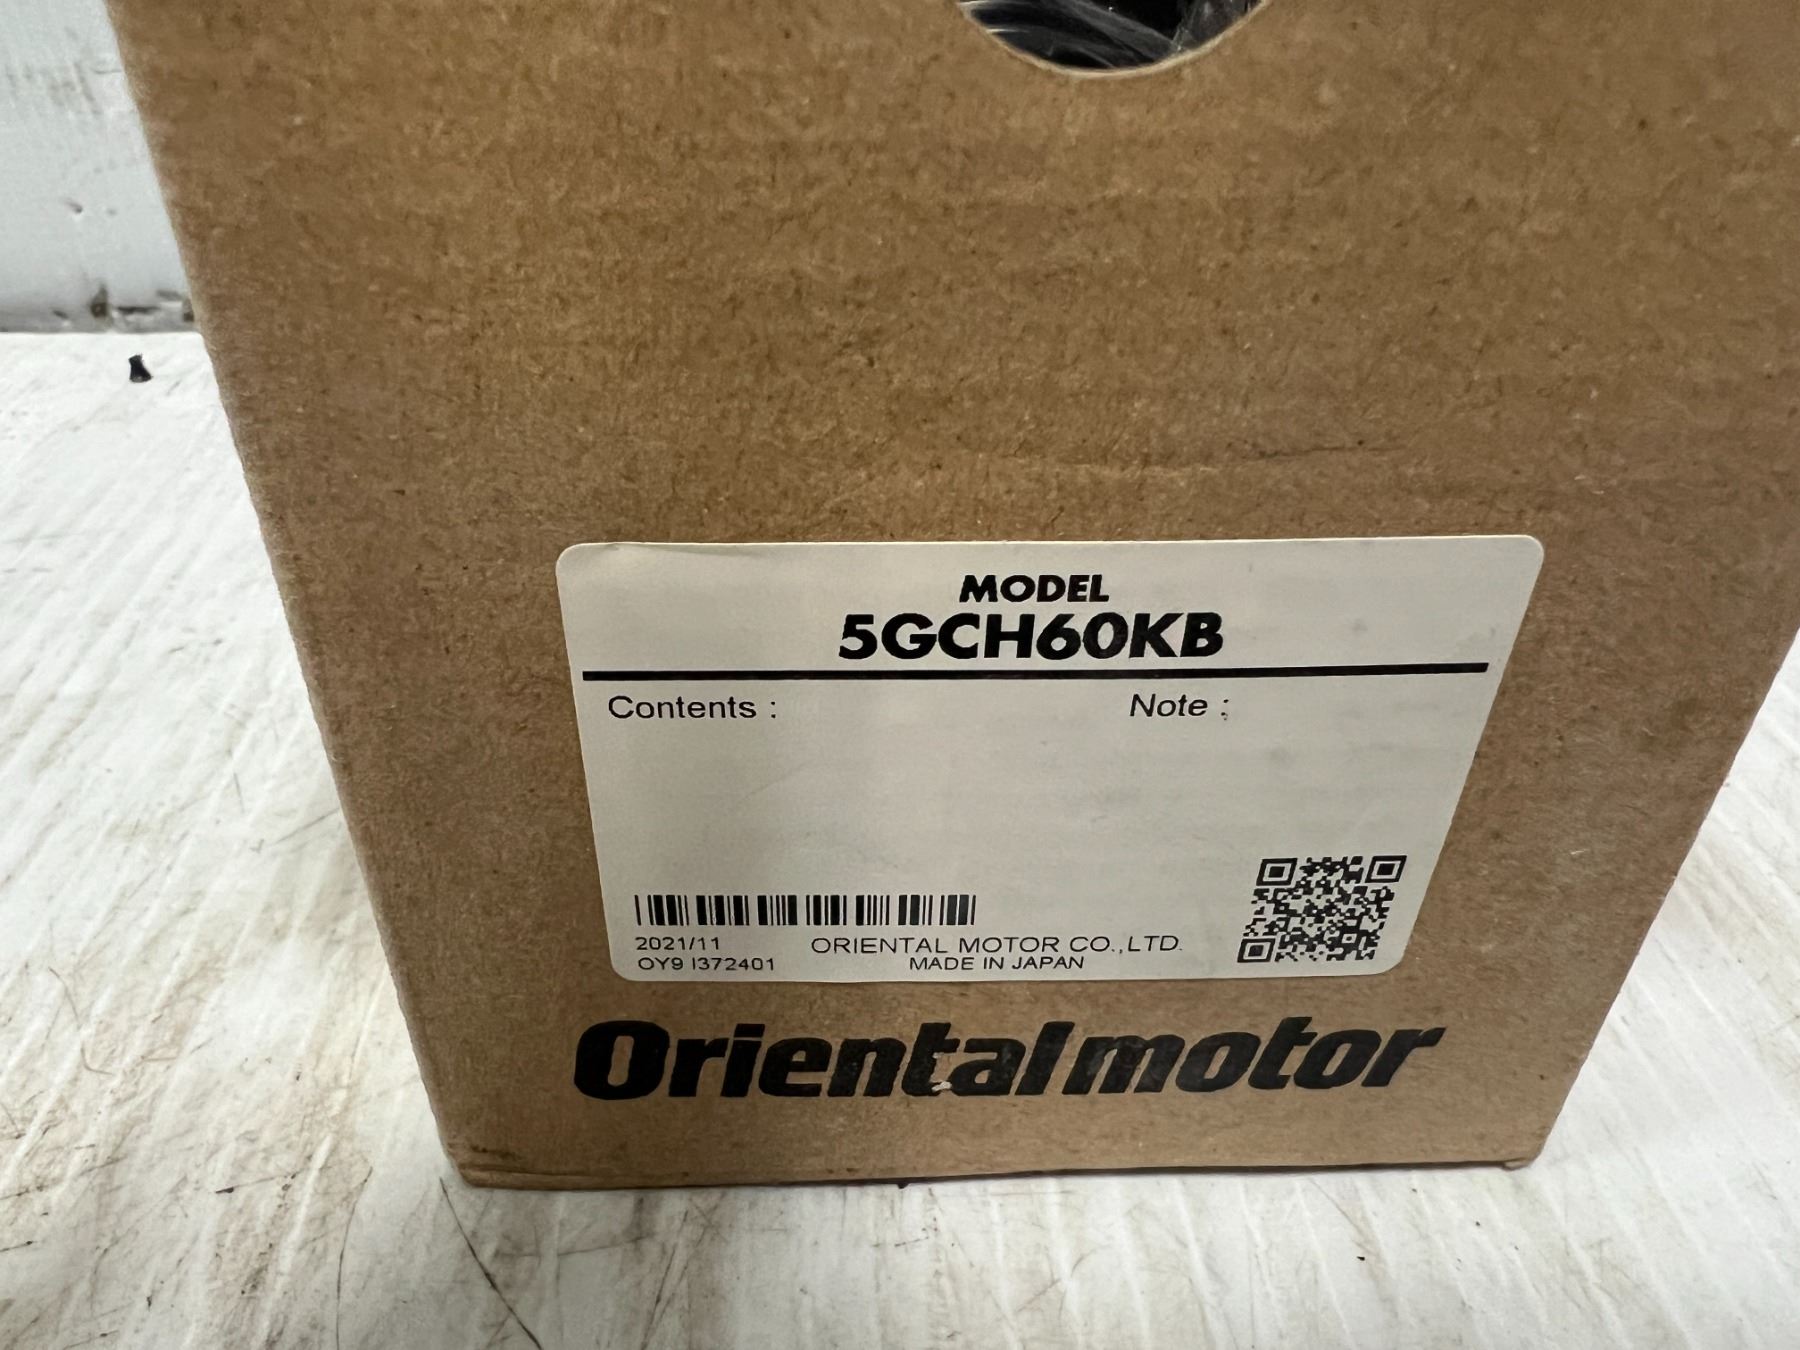 MODEL
5GCH60KB
Contents :
Note :
2021/11
ORIENTAL MOTOR CO.,LTD.
OY9 I372401
MADE IN JAPAN
Orientalmotor